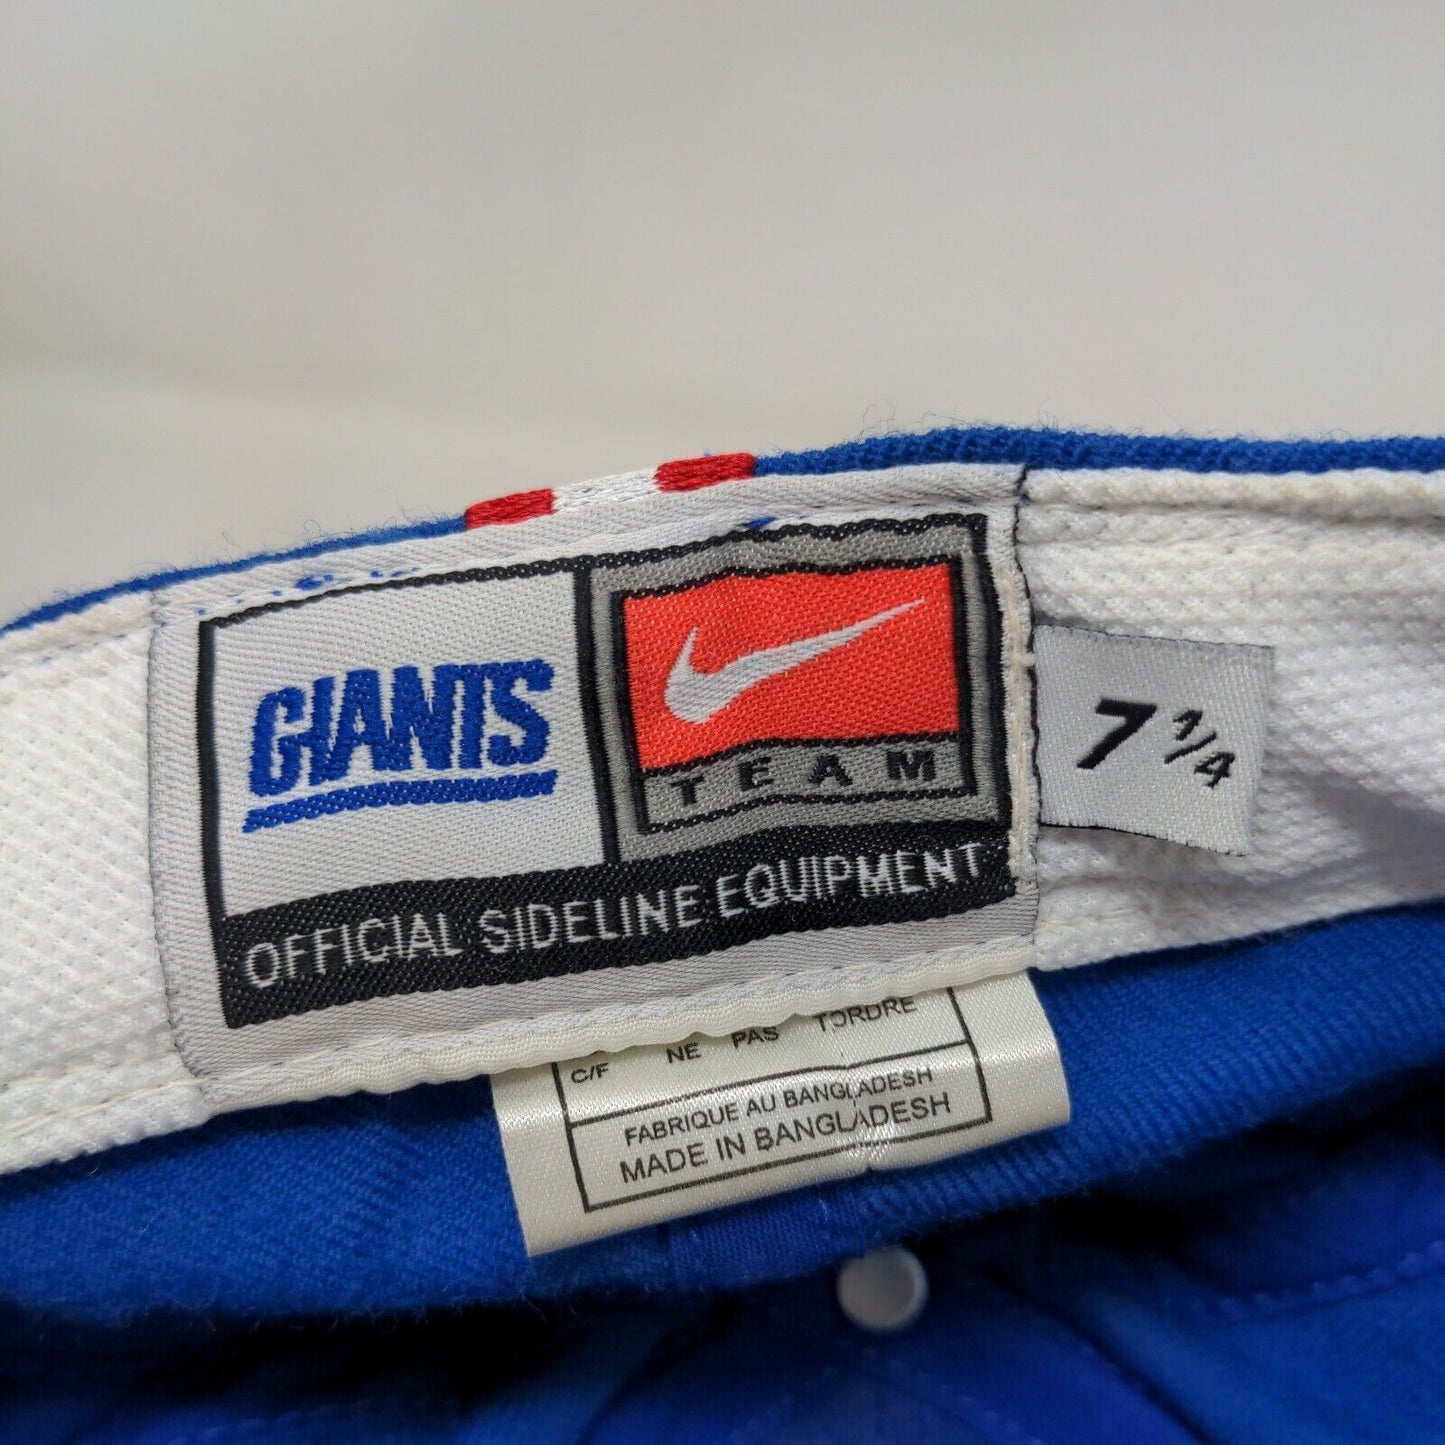 GIANTS
TEAM
OFFICIAL SIDELINE EQUIPMENT
7 1/4
NE PAS TORDRE
C/F
FABRIQUE AU BANGLADESH
MADE IN BANGLADESH